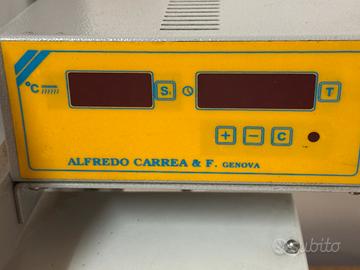 °C S. T
+ - C
ALFREDO CARREA & F. GENOVA
subito